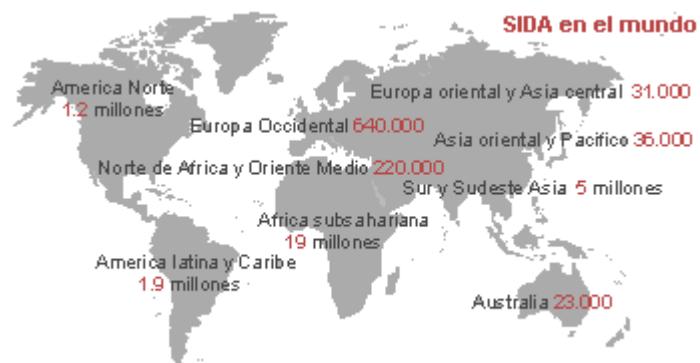 SIDA en el mundo
America Norte
1.2 millones
Europa oriental y Asia central 31.000
Europa Occidental 640.000
Asia oriental y Pacifico 36.000
Norte de Africa y Oriente Medio 220.000
Sur y Sudeste Asia 5 millones
Africa subsahariana
19 millones
America latina y Caribe
1.9 millones
Australia 23.000